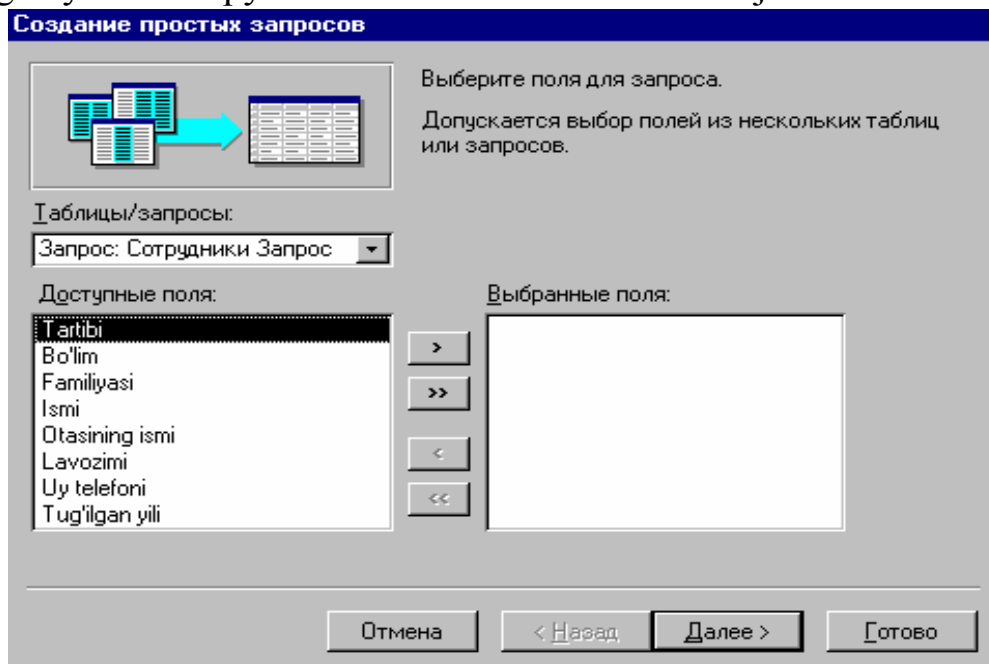 Создание простых запросов
Выберите поля для запроса.
Допускается выбор полей из нескольких таблиц
или запросов.
Таблицы/запросы:
Запрос: Сотрудники Запрос
Доступные поля:
Выбранные поля:
Tartibi
Bo'lim
Familiyasi
Ismi
Otasining ismi
Lavozimi
Uy telefoni
Tug'ilgan yili
>
>>
<
<<
Отмена
< Назад
Далее >
Готово